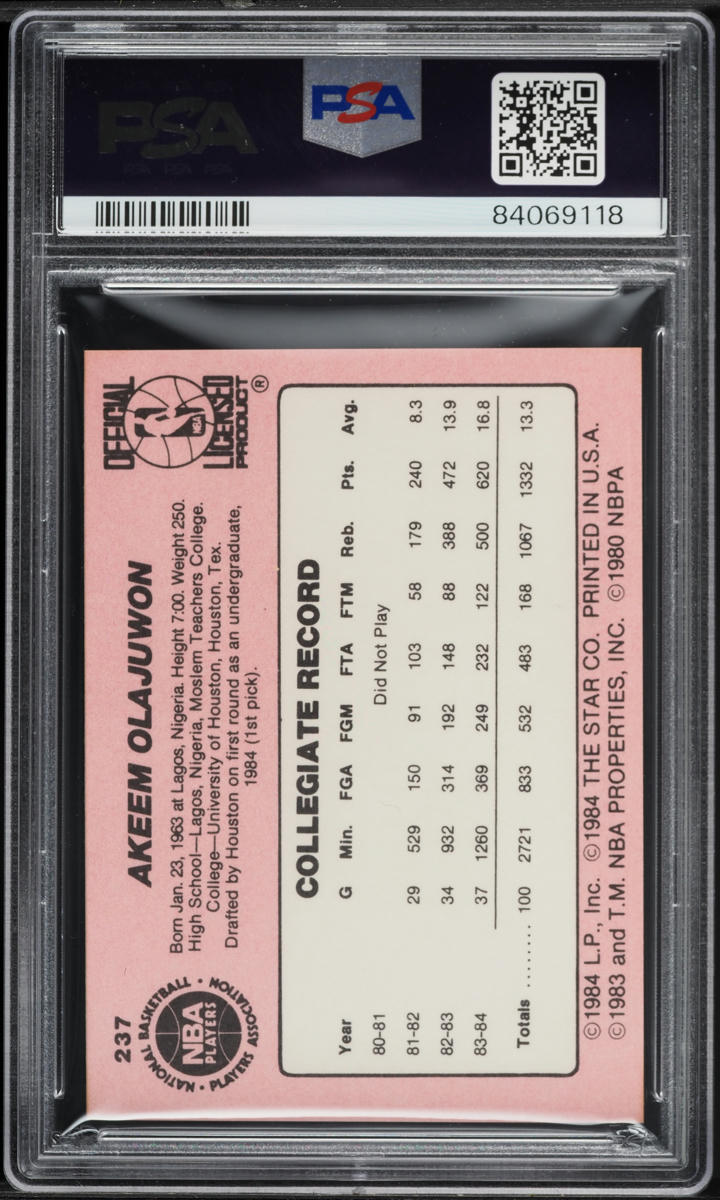 PSA
PSA
PSA PSA PSA
84069118
237
NATIONAL BASKETBALL • PLAYERS ASSOCIATION •
NBA
PLAYERS
AKEEM OLAJUWON
Born Jan. 23, 1963 at Lagos, Nigeria. Height 7:00. Weight 250.
High School—Lagos, Nigeria, Moslem Teachers College.
College—University of Houston, Houston, Tex.
Drafted by Houston on first round as an undergraduate,
1984 (1st pick).
OFFICIAL
NBA
LICENSED
PRODUCT ®
COLLEGIATE RECORD
Year G Min. FGA FGM FTA FTM Reb. Pts. Avg.
80-81 Did Not Play
81-82 29 529 150 91 103 58 179 240 8.3
82-83 34 932 314 192 148 88 388 472 13.9
83-84 37 1260 369 249 232 122 500 620 16.8
Totals ........ 100 2721 833 532 483 168 1067 1332 13.3
©1984 L.P., Inc. ©1984 THE STAR CO. PRINTED IN U.S.A.
©1983 and T.M. NBA PROPERTIES, INC. ©1980 NBPA